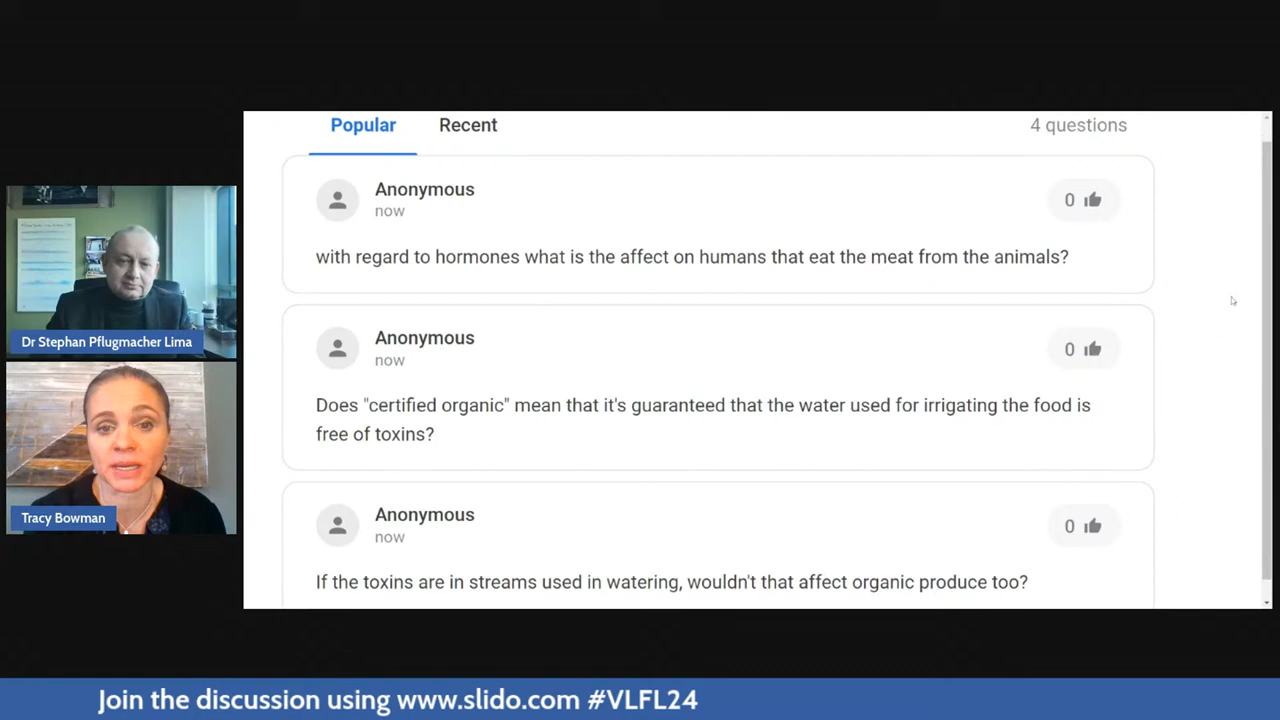 Popular Recent 4 questions
Anonymous
now
0
with regard to hormones what is the affect on humans that eat the meat from the animals?
Anonymous
now
0
Does "certified organic" mean that it's guaranteed that the water used for irrigating the food is
free of toxins?
Anonymous
now
0
If the toxins are in streams used in watering, wouldn't that affect organic produce too?
Dr Stephan Pflugmacher Lima
Tracy Bowman
Join the discussion using www.slido.com #VLFL24